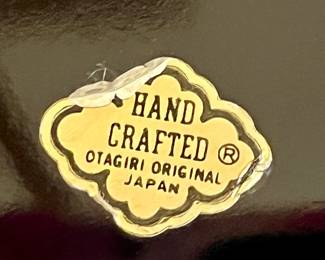 HAND
CRAFTED ®
OTAGIRI ORIGINAL
JAPAN